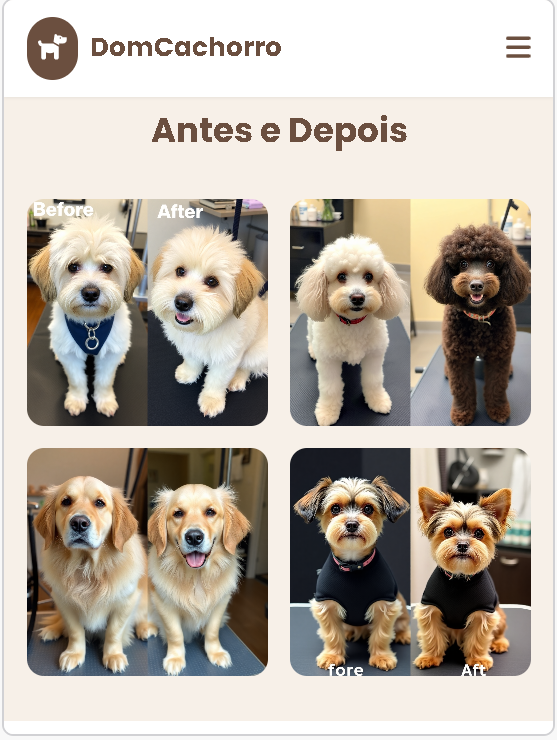 DomCachorro
Antes e Depois
Before
After
fore
Aft